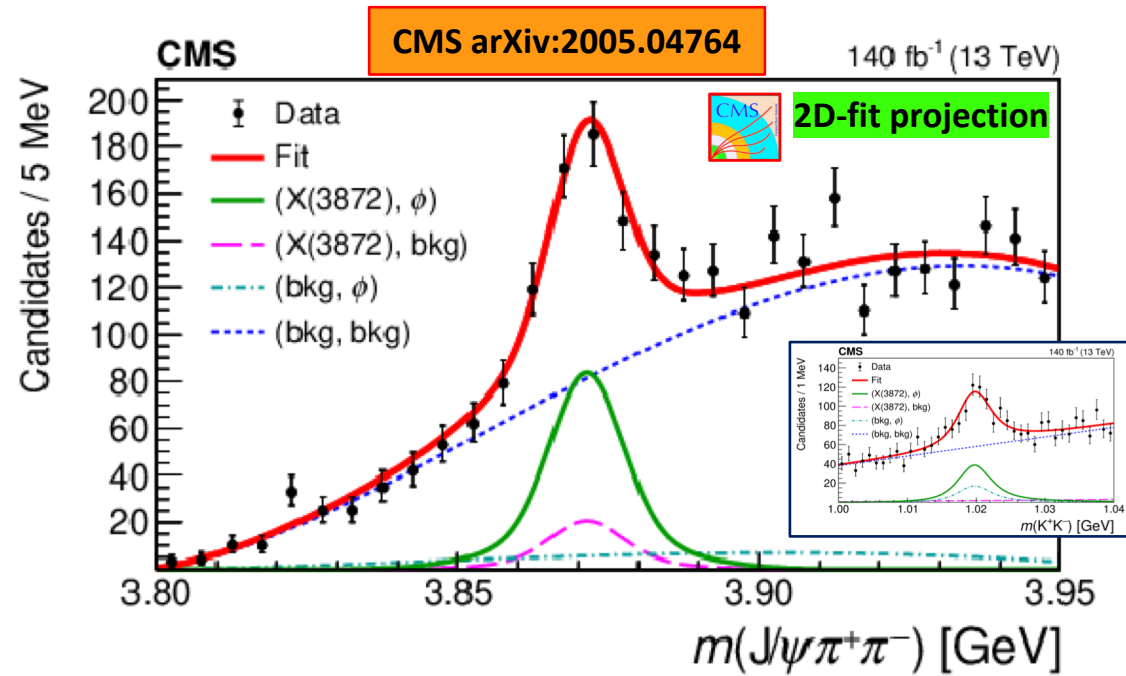 CMS arXiv:2005.04764
CMS
140 fb⁻¹ (13 TeV)
CMS
2D-fit projection
Candidates / 5 MeV
200
180
160
140
120
100
80
60
40
20
Data
Fit
(X(3872), ϕ)
(X(3872), bkg)
(bkg, ϕ)
(bkg, bkg)
3.80
3.85
3.90
3.95
m(J/ψπ⁺π⁻) [GeV]
CMS
140 fb⁻¹ (13 TeV)
Candidates / 1 MeV
140
120
100
80
60
40
20
Data
Fit
(X(3872), ϕ)
(X(3872), bkg)
(bkg, ϕ)
(bkg, bkg)
1.00
1.01
1.02
1.03
1.04
m(K⁺K⁻) [GeV]